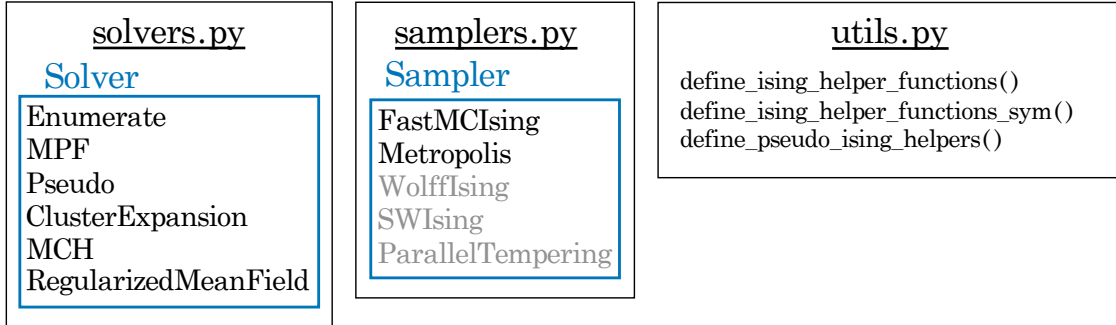 solvers.py
Solver
Enumerate
MPF
Pseudo
ClusterExpansion
MCH
RegularizedMeanField
samplers.py
Sampler
FastMCIsing
Metropolis
WolffIsing
SWIsing
ParallelTempering
utils.py
define_ising_helper_functions()
define_ising_helper_functions_sym()
define_pseudo_ising_helpers()